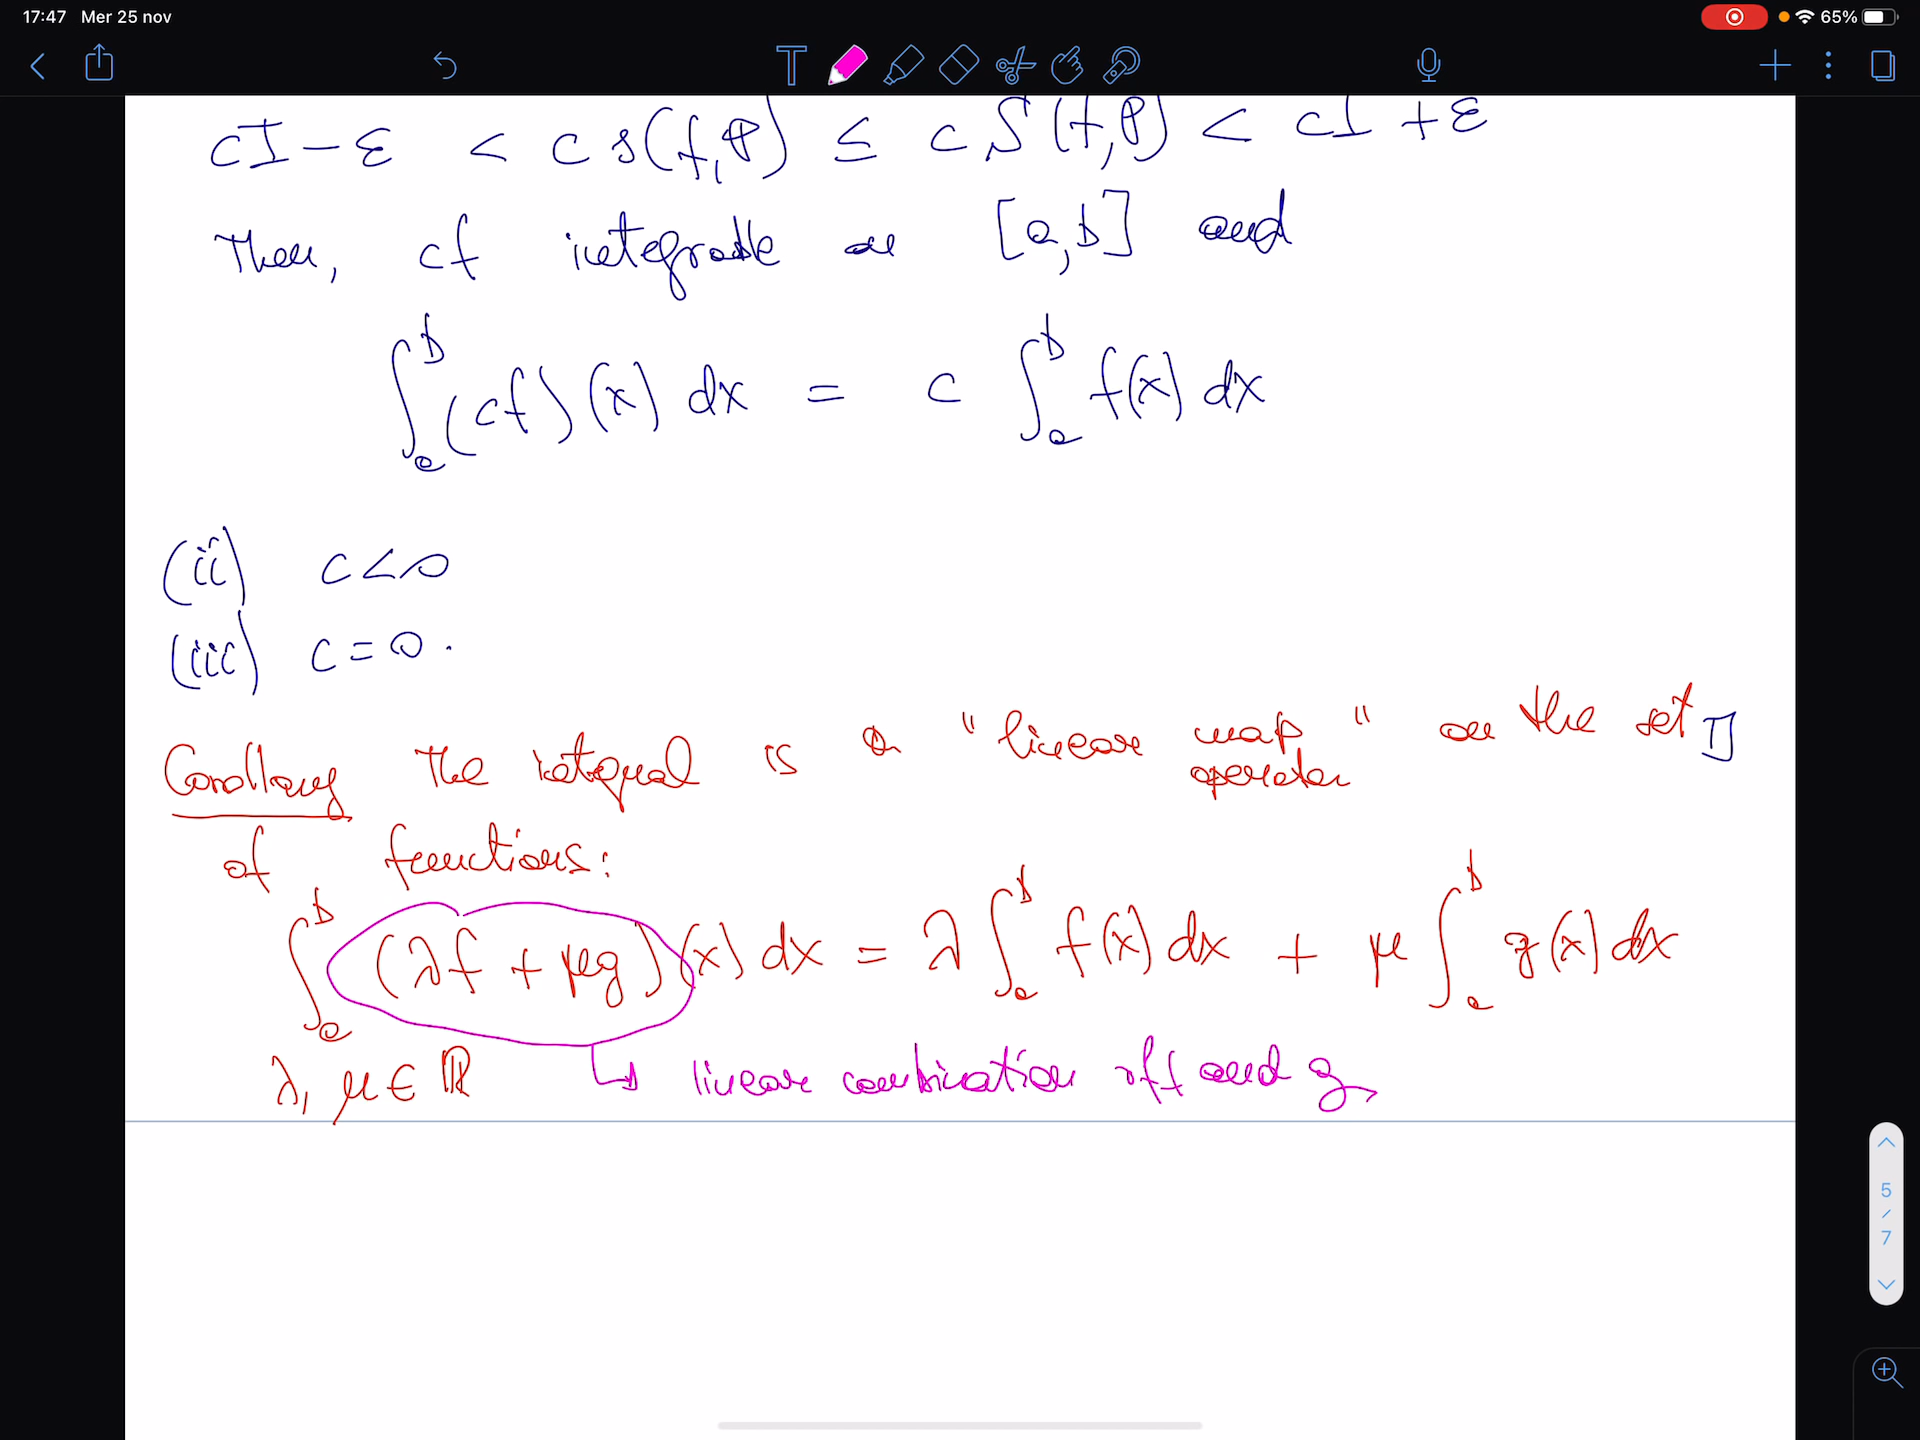 17:47 Mer 25 nov 65%
cI - ε < c s(f,P) ≤ c S(f,P) < cI + ε
Then, cf integrable on [a,b] and
∫_a^b (cf)(x) dx = c ∫_a^b f(x) dx
(ii) c<0
(iii) c=0.
Corollary The integral is a "linear map" on the set
operator
of functions:
∫_a^b (λf + μg)(x) dx = λ ∫_a^b f(x) dx + μ ∫_a^b g(x) dx
λ, μ ∈ ℝ ↳ linear combination of f and g,
5
/
7